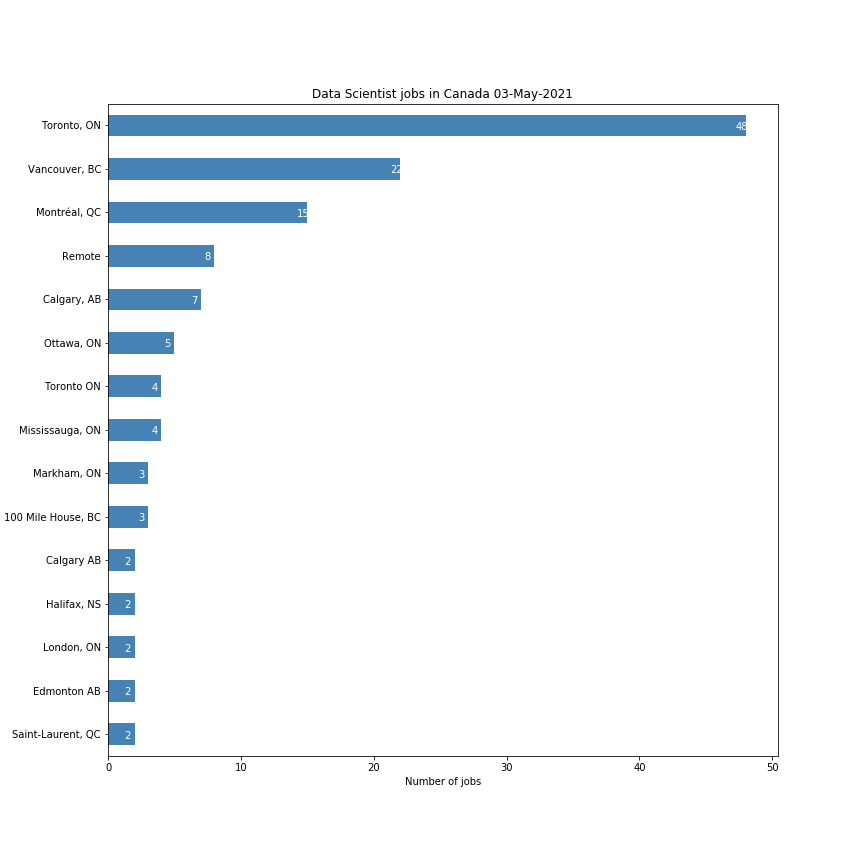 Data Scientist jobs in Canada 03-May-2021
Toronto, ON 48
Vancouver, BC 22
Montréal, QC 15
Remote 8
Calgary, AB 7
Ottawa, ON 5
Toronto ON 4
Mississauga, ON 4
Markham, ON 3
100 Mile House, BC 3
Calgary AB 2
Halifax, NS 2
London, ON 2
Edmonton AB 2
Saint-Laurent, QC 2
0 10 20 30 40 50
Number of jobs